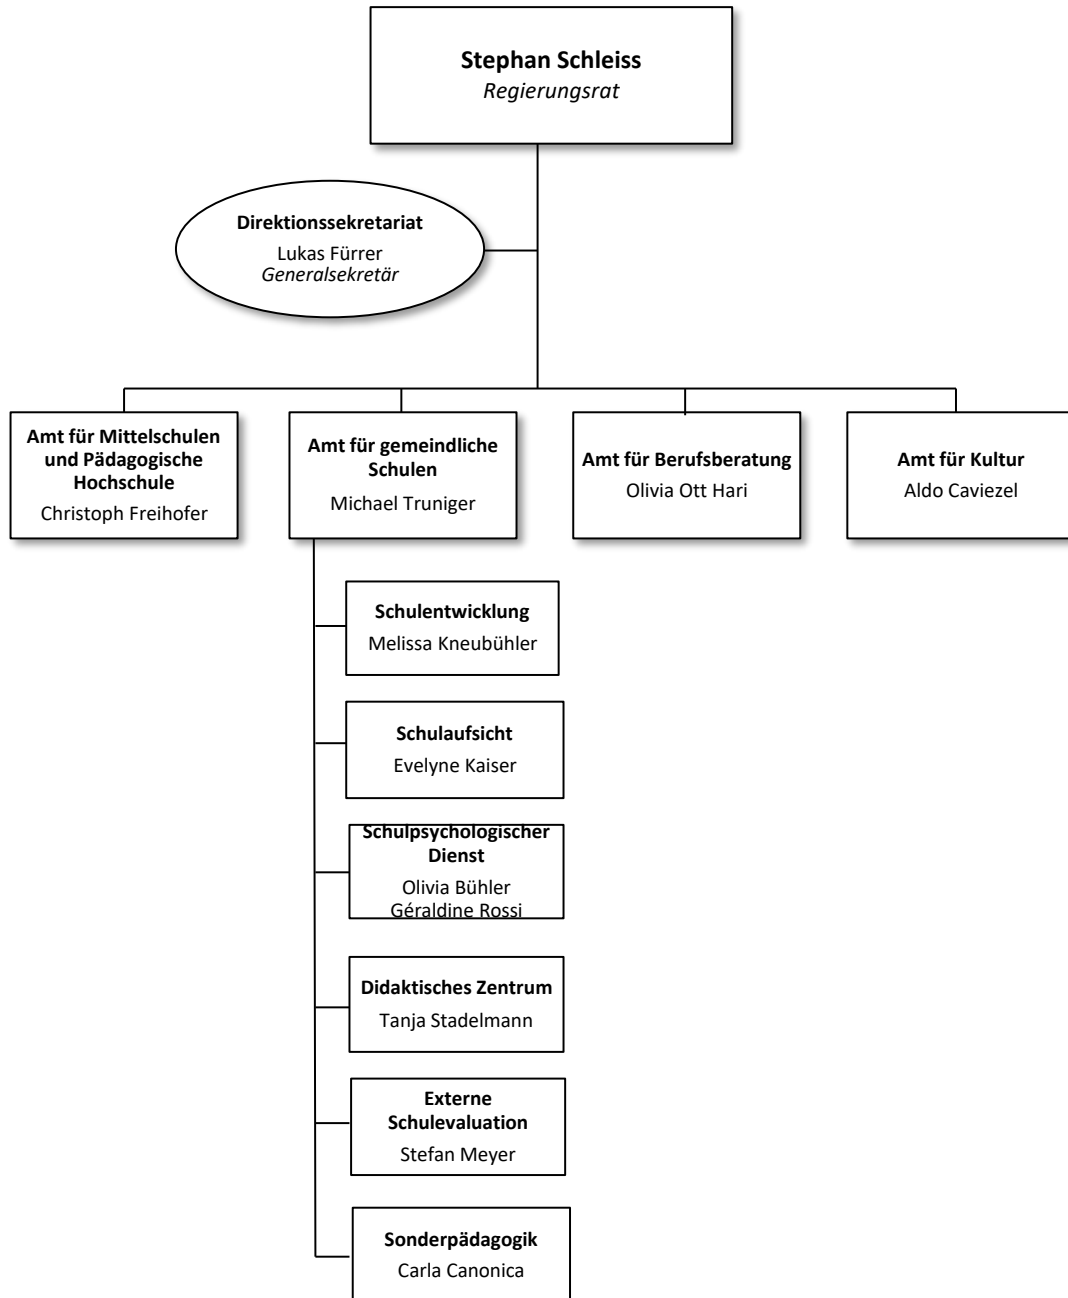 Stephan Schleiss
Regierungsrat
Direktionssekretariat
Lukas Fürrer
Generalsekretär
Amt für Mittelschulen
und Pädagogische
Hochschule
Christoph Freihofer
Amt für gemeindliche
Schulen
Michael Truniger
Amt für Berufsberatung
Olivia Ott Hari
Amt für Kultur
Aldo Caviezel
Schulentwicklung
Melissa Kneubühler
Schulaufsicht
Evelyne Kaiser
Schulpsychologischer
Dienst
Olivia Bühler
Géraldine Rossi
Didaktisches Zentrum
Tanja Stadelmann
Externe
Schulevaluation
Stefan Meyer
Sonderpädagogik
Carla Canonica